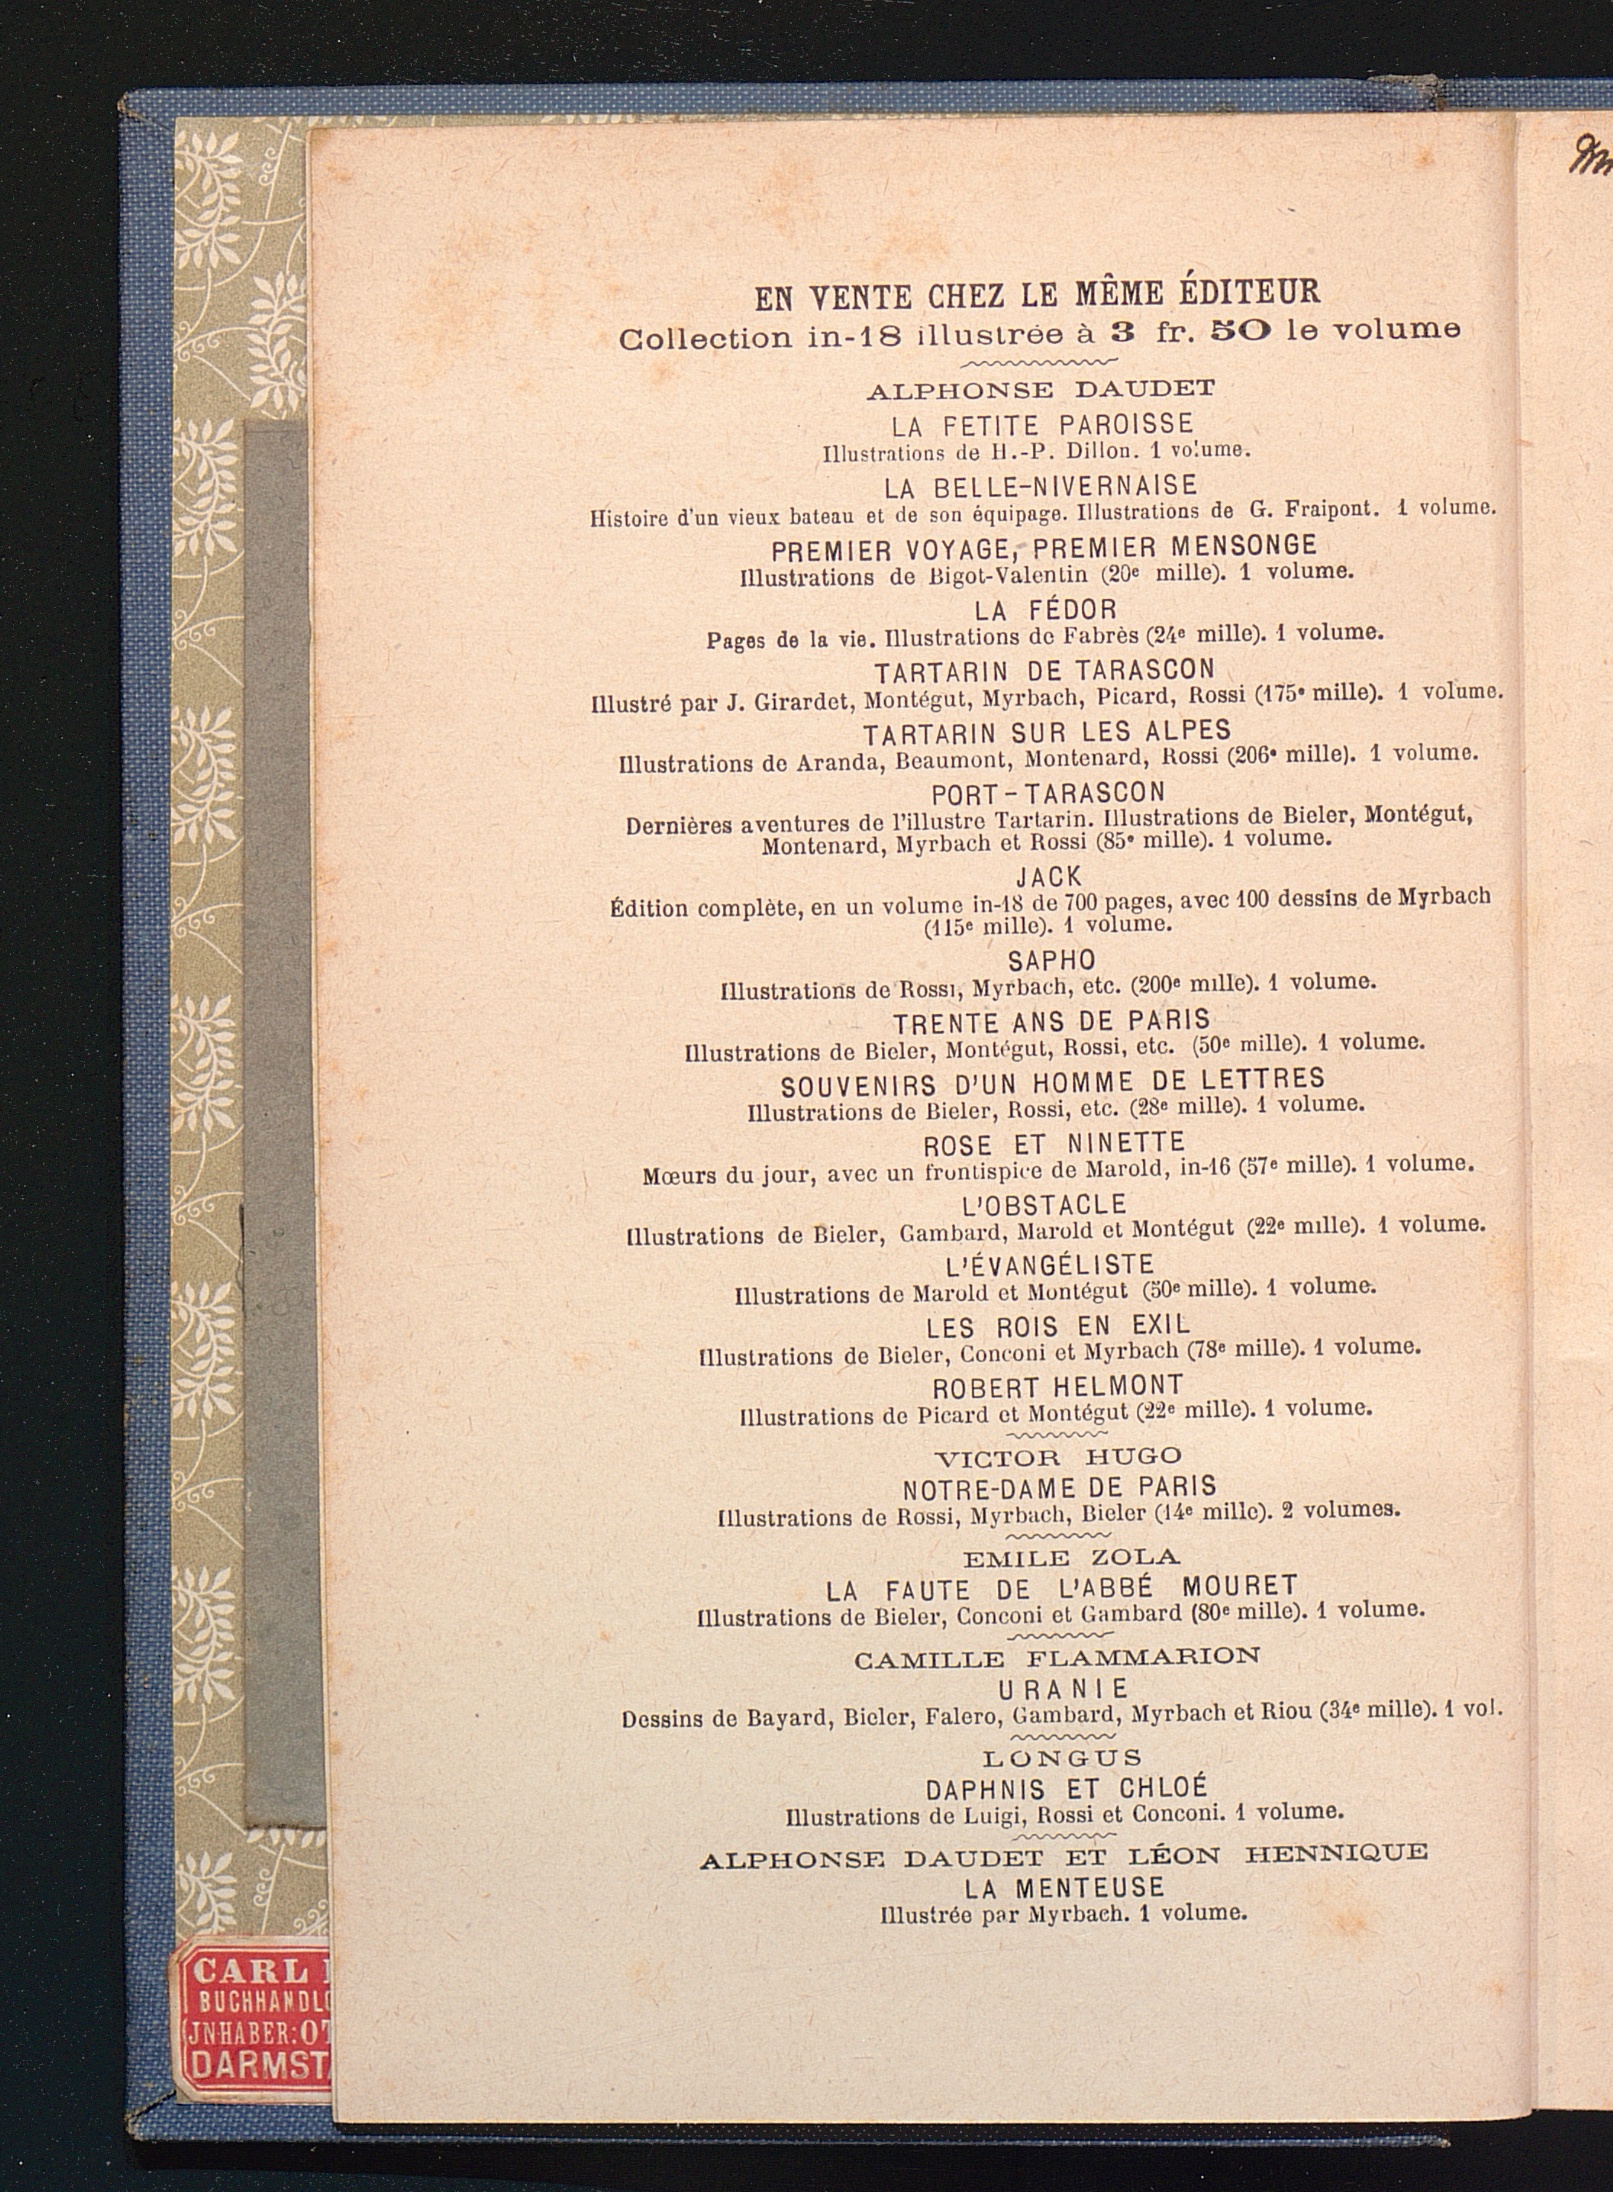 EN VENTE CHEZ LE MÊME ÉDITEUR
Collection in-18 illustrée à 3 fr. 50 le volume
ALPHONSE DAUDET
LA PETITE PAROISSE
Illustrations de H.-P. Dillon. 1 volume.
LA BELLE-NIVERNAISE
Histoire d'un vieux bateau et de son équipage. Illustrations de G. Fraipont. 1 volume.
PREMIER VOYAGE, PREMIER MENSONGE
Illustrations de Bigot-Valentin (20e mille). 1 volume.
LA FÉDOR
Pages de la vie. Illustrations de Fabrès (24e mille). 1 volume.
TARTARIN DE TARASCON
Illustré par J. Girardet, Montégut, Myrbach, Picard, Rossi (175e mille). 1 volume.
TARTARIN SUR LES ALPES
Illustrations de Aranda, Beaumont, Montenard, Rossi (206e mille). 1 volume.
PORT-TARASCON
Dernières aventures de l'illustre Tartarin. Illustrations de Bieler, Montégut,
Montenard, Myrbach et Rossi (85e mille). 1 volume.
JACK
Édition complète, en un volume in-18 de 700 pages, avec 100 dessins de Myrbach
(115e mille). 1 volume.
SAPHO
Illustrations de Rossi, Myrbach, etc. (200e mille). 1 volume.
TRENTE ANS DE PARIS
Illustrations de Bieler, Montégut, Rossi, etc. (50e mille). 1 volume.
SOUVENIRS D'UN HOMME DE LETTRES
Illustrations de Bieler, Rossi, etc. (28e mille). 1 volume.
ROSE ET NINETTE
Mœurs du jour, avec un frontispice de Marold, in-16 (57e mille). 1 volume.
L'OBSTACLE
Illustrations de Bieler, Gambard, Marold et Montégut (22e mille). 1 volume.
L'ÉVANGÉLISTE
Illustrations de Marold et Montégut (50e mille). 1 volume.
LES ROIS EN EXIL
Illustrations de Bieler, Conconi et Myrbach (78e mille). 1 volume.
ROBERT HELMONT
Illustrations de Picard et Montégut (22e mille). 1 volume.
VICTOR HUGO
NOTRE-DAME DE PARIS
Illustrations de Rossi, Myrbach, Bieler (14e mille). 2 volumes.
EMILE ZOLA
LA FAUTE DE L'ABBÉ MOURET
Illustrations de Bieler, Conconi et Gambard (80e mille). 1 volume.
CAMILLE FLAMMARION
URANIE
Dessins de Bayard, Bieler, Falero, Gambard, Myrbach et Riou (34e mille). 1 vol.
LONGUS
DAPHNIS ET CHLOÉ
Illustrations de Luigi, Rossi et Conconi. 1 volume.
ALPHONSE DAUDET ET LÉON HENNIQUE
LA MENTEUSE
Illustrée par Myrbach. 1 volume.
CARL
BUCHHANDL
JNHABER: OT
DARMST